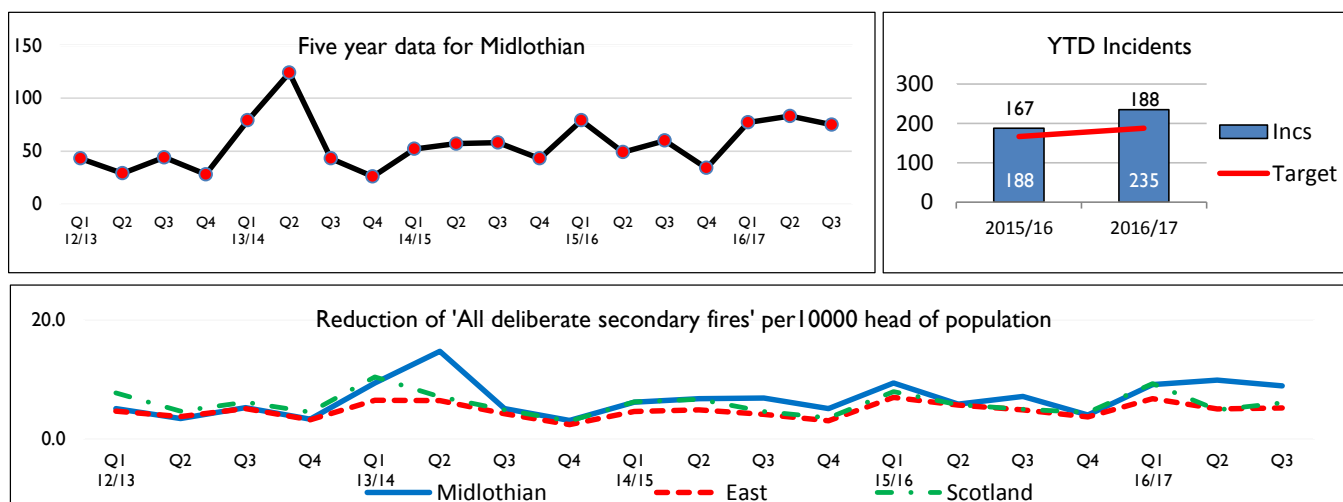 Five year data for Midlothian
150
100
50
0
Q1 Q2 Q3 Q4 Q1 Q2 Q3 Q4 Q1 Q2 Q3 Q4 Q1 Q2 Q3 Q4 Q1 Q2 Q3
12/13 13/14 14/15 15/16 16/17
YTD Incidents
300
200
100
0
167 188
188 235
2015/16 2016/17
Incs
Target
Reduction of 'All deliberate secondary fires' per10000 head of population
20.0
0.0
Q1 Q2 Q3 Q4 Q1 Q2 Q3 Q4 Q1 Q2 Q3 Q4 Q1 Q2 Q3 Q4 Q1 Q2 Q3
12/13 13/14 14/15 15/16 16/17
Midlothian East Scotland